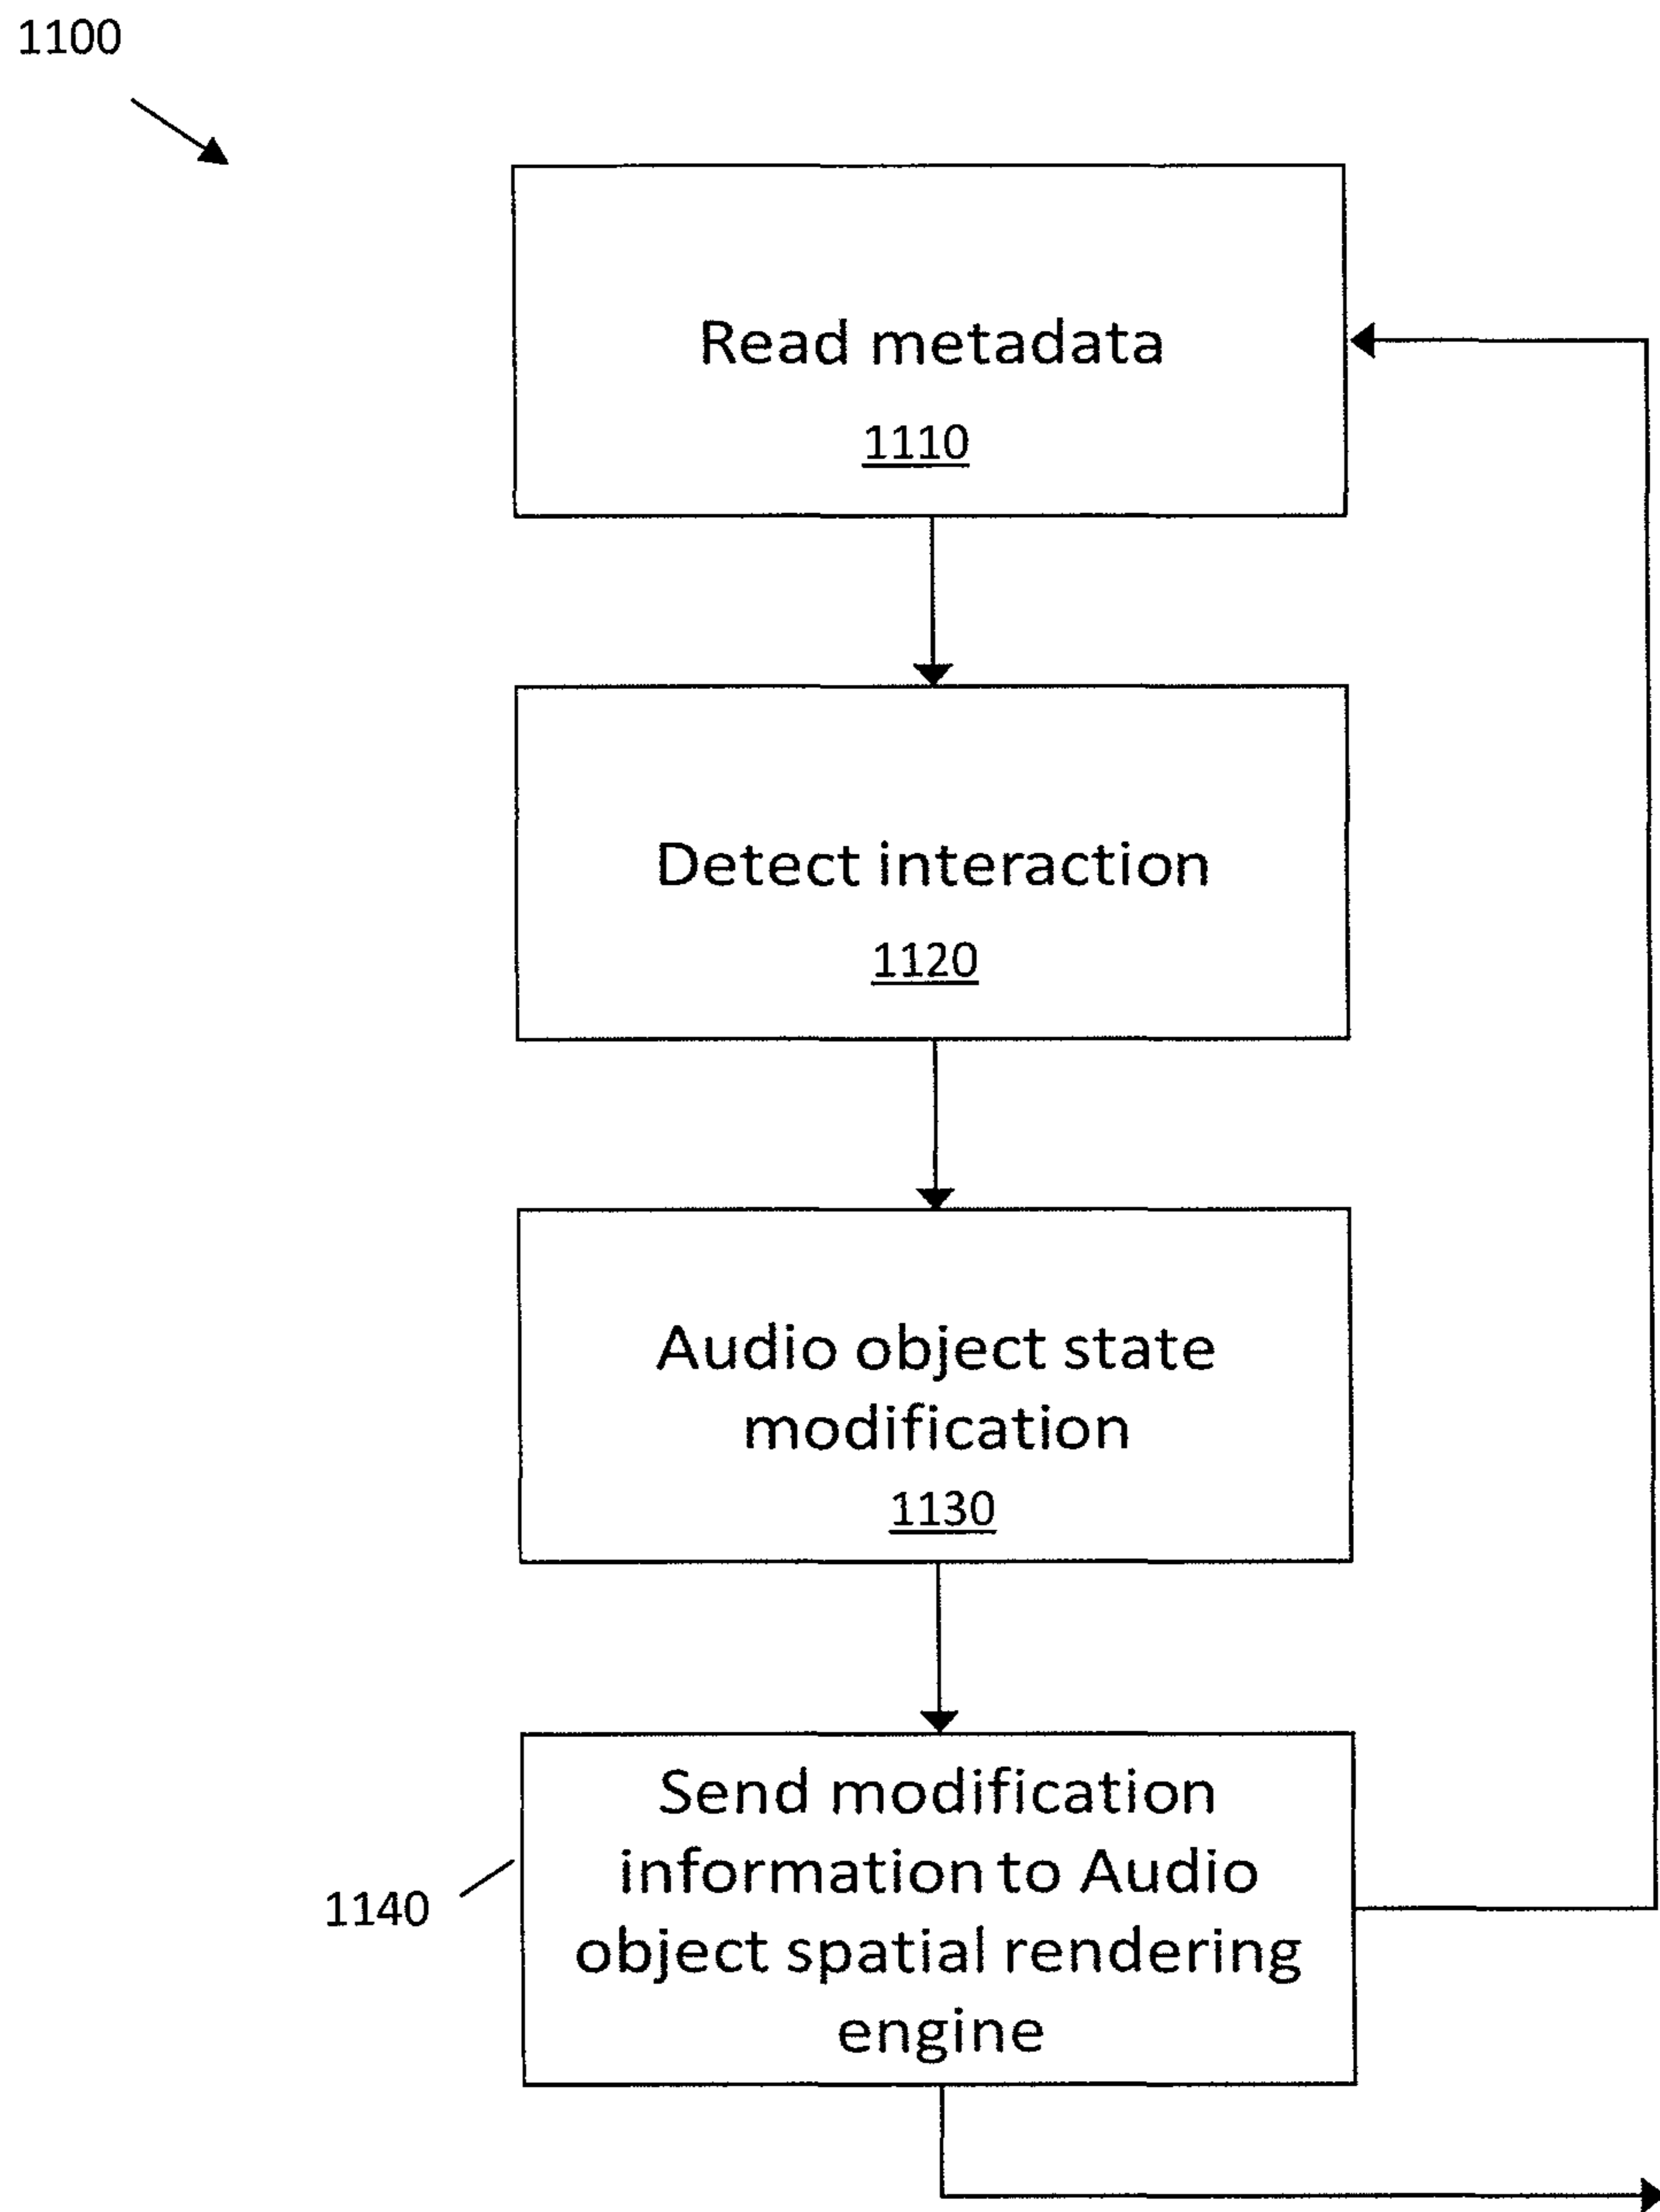 1100
Read metadata
1110
Detect interaction
1120
Audio object state
modification
1130
Send modification
information to Audio
object spatial rendering
engine
1140